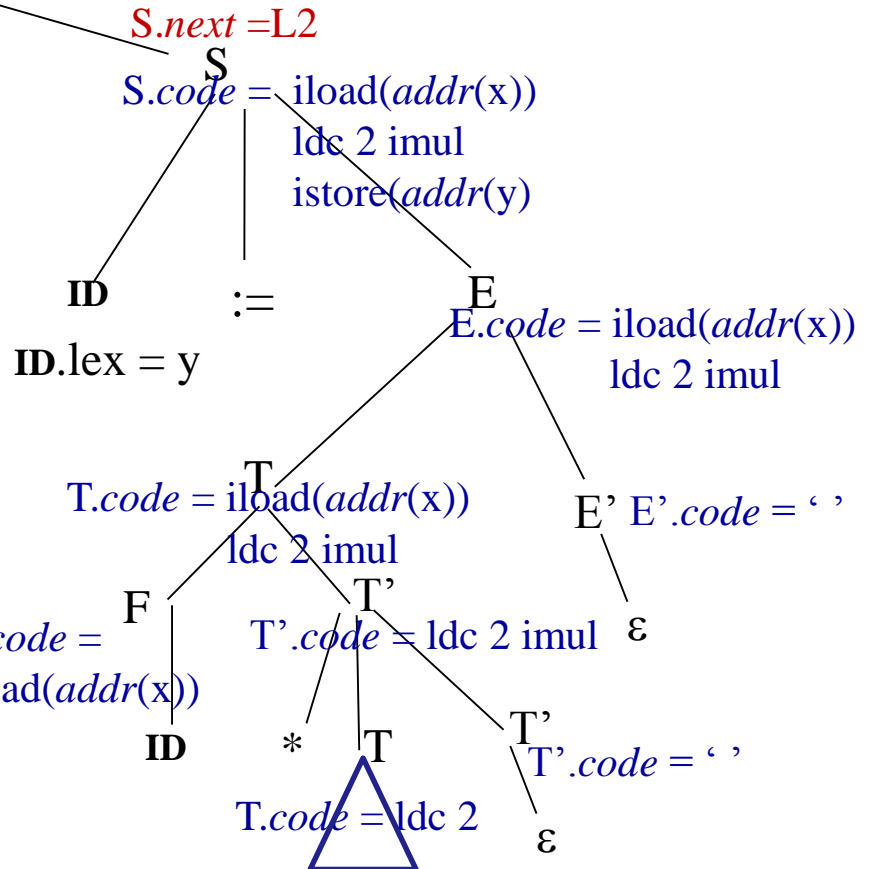 S.next =L2
S
S.code = iload(addr(x))
ldc 2 imul
istore(addr(y)
ID
:=
E
E.code = iload(addr(x))
ldc 2 imul
ID.lex = y
T
T.code = iload(addr(x))
ldc 2 imul
E’ E’.code = ‘ ’
F
T’
code =
T’.code = ldc 2 imul
ε
ad(addr(x))
ID
*
T
T’
T’.code = ‘ ’
T.code = ldc 2
ε